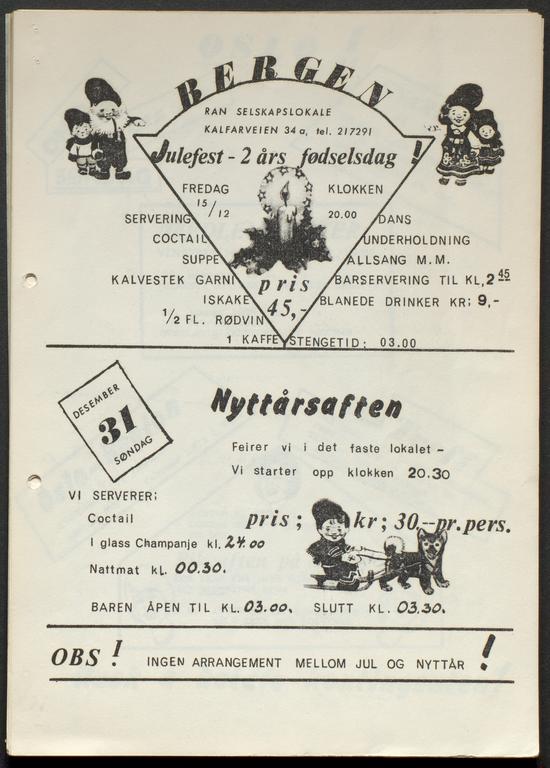 BERGEN
RAN SELSKAPSLOKALE
KALFARVEIEN 34 a, tel. 217291
Julefest - 2 års fødselsdag !
FREDAG
15/12
KLOKKEN
20.00
SERVERING
COCTAIL
SUPPE
KALVESTEK GARNI
ISKAKE
1/2 FL. RØDVIN
1 KAFFE
pris
45,-
DANS
UNDERHOLDNING
ALLSANG M.M.
BARSERVERING TIL KL, 2 45
BLANEDE DRINKER KR; 9,-
STENGETID; 03.00
DESEMBER
31
SØNDAG
Nyttårsaften
Feirer vi i det faste lokalet –
Vi starter opp klokken 20.30
VI SERVERER;
Coctail
I glass Champanje kl. 24.00
Nattmat kl. 00.30.
pris ; kr ; 30,-- pr. pers.
BAREN ÅPEN TIL KL. 03.00. SLUTT KL. 03.30.
OBS ! INGEN ARRANGEMENT MELLOM JUL OG NYTTÅR !